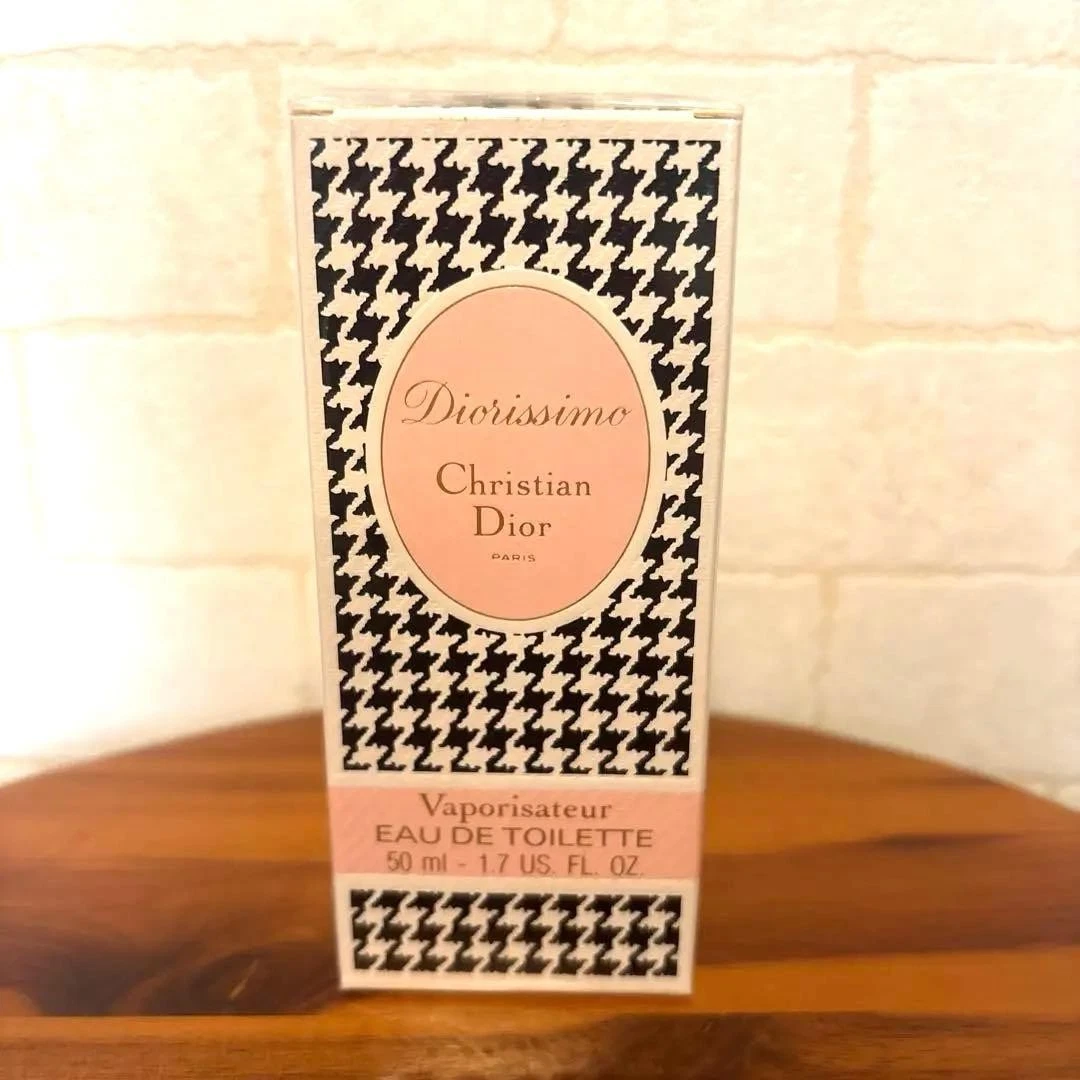 Diorissimo
Christian
Dior
PARIS
Vaporisateur
EAU DE TOILETTE
50 ml - 1.7 US. FL. OZ.